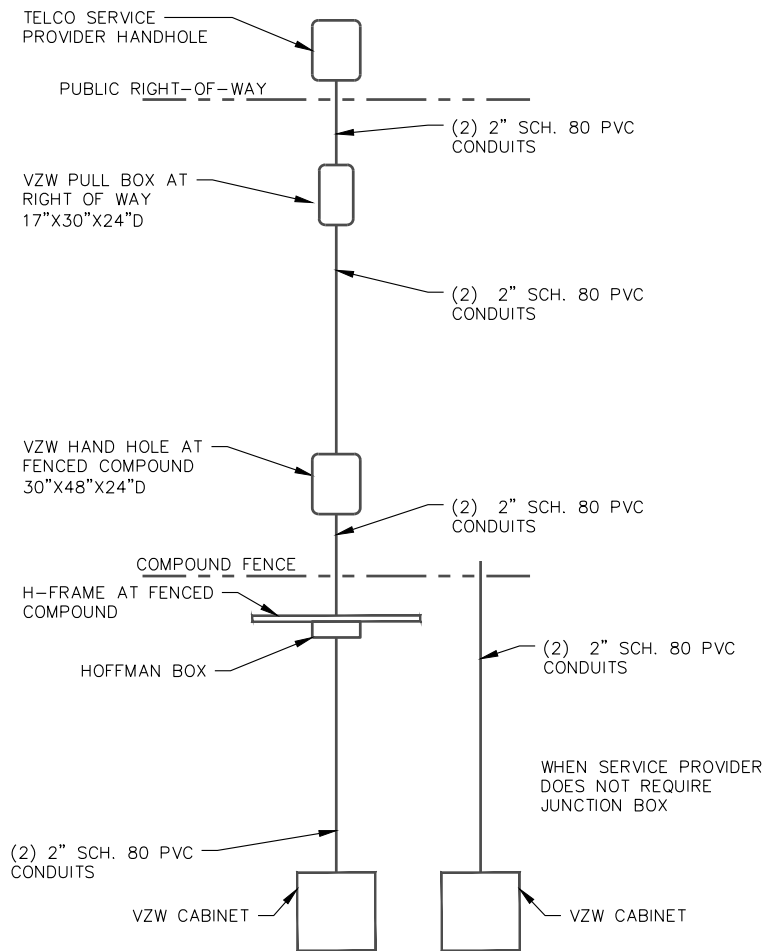 TELCO SERVICE
PROVIDER HANDHOLE
PUBLIC RIGHT-OF-WAY
(2) 2" SCH. 80 PVC
CONDUITS
VZW PULL BOX AT
RIGHT OF WAY
17"X30"X24"D
(2) 2" SCH. 80 PVC
CONDUITS
VZW HAND HOLE AT
FENCED COMPOUND
30"X48"X24"D
(2) 2" SCH. 80 PVC
CONDUITS
COMPOUND FENCE
H-FRAME AT FENCED
COMPOUND
HOFFMAN BOX
(2) 2" SCH. 80 PVC
CONDUITS
WHEN SERVICE PROVIDER
DOES NOT REQUIRE
JUNCTION BOX
(2) 2" SCH. 80 PVC
CONDUITS
VZW CABINET
VZW CABINET